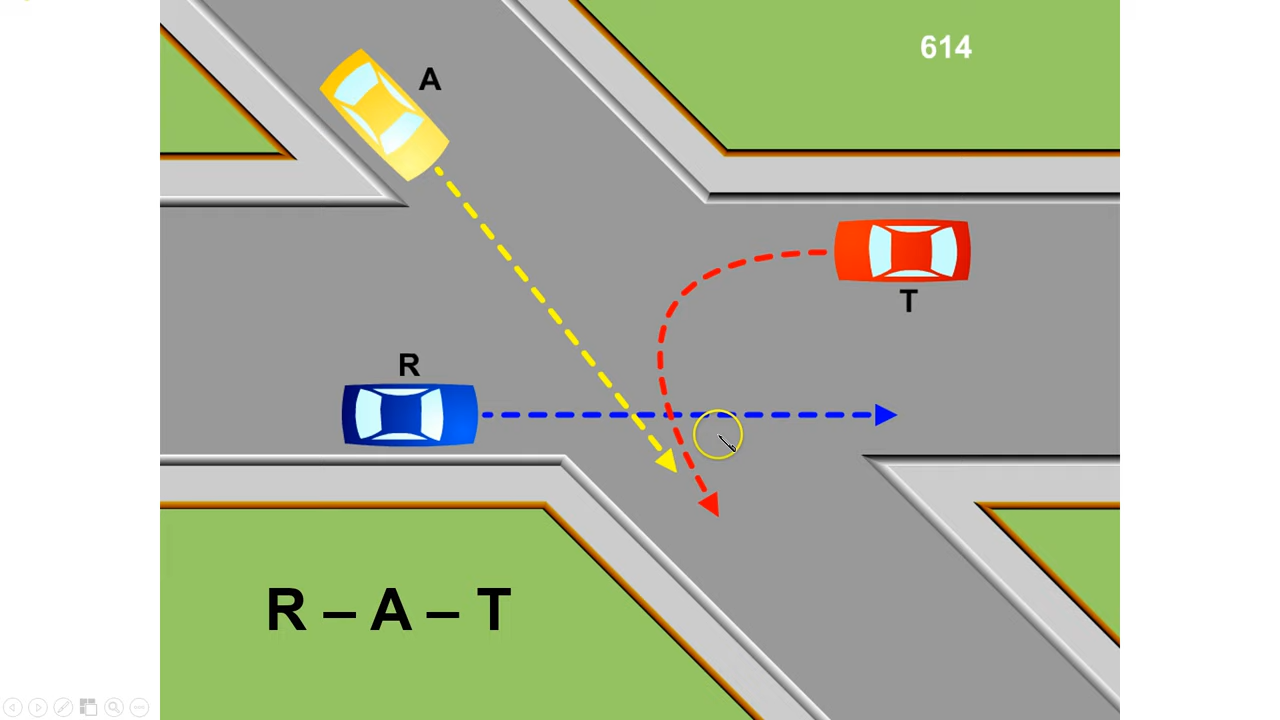 614
A
T
R
R – A – T